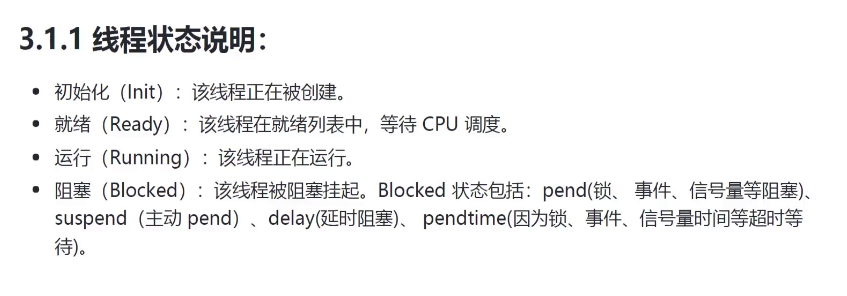 3.1.1 线程状态说明：
初始化（Init）：该线程正在被创建。
就绪（Ready）：该线程在就绪列表中，等待 CPU 调度。
运行（Running）：该线程正在运行。
阻塞（Blocked）：该线程被阻塞挂起。Blocked 状态包括：pend(锁、 事件、信号量等阻塞)、
suspend（主动 pend）、delay(延时阻塞)、 pendtime(因为锁、事件、信号量时间等超时等
待)。